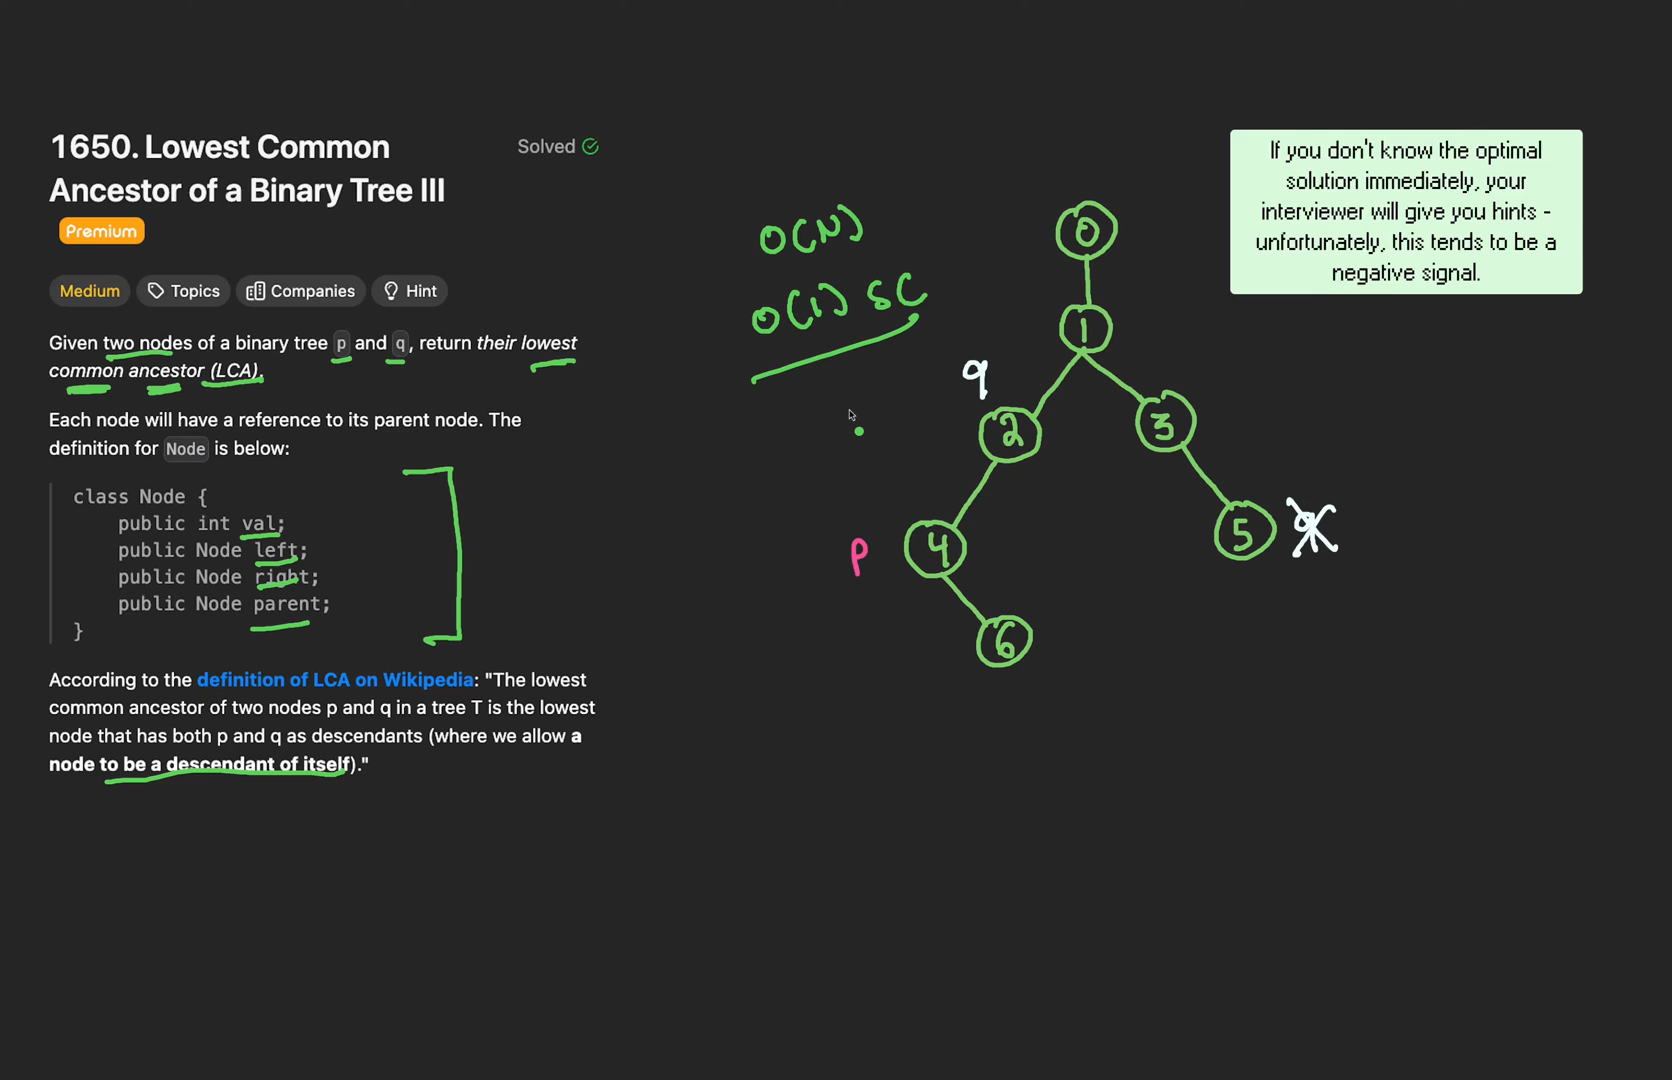 1650. Lowest Common
Ancestor of a Binary Tree III
Solved
Premium
Medium
Topics
Companies
Hint
Given two nodes of a binary tree p and q, return their lowest
common ancestor (LCA).
Each node will have a reference to its parent node. The
definition for Node is below:
class Node {
public int val;
public Node left;
public Node right;
public Node parent;
}
According to the definition of LCA on Wikipedia: "The lowest
common ancestor of two nodes p and q in a tree T is the lowest
node that has both p and q as descendants (where we allow a
node to be a descendant of itself)."
O(N)
O(1) SC
0
1
q
2
3
p
4
5
q
6
If you don't know the optimal
solution immediately, your
interviewer will give you hints -
unfortunately, this tends to be a
negative signal.